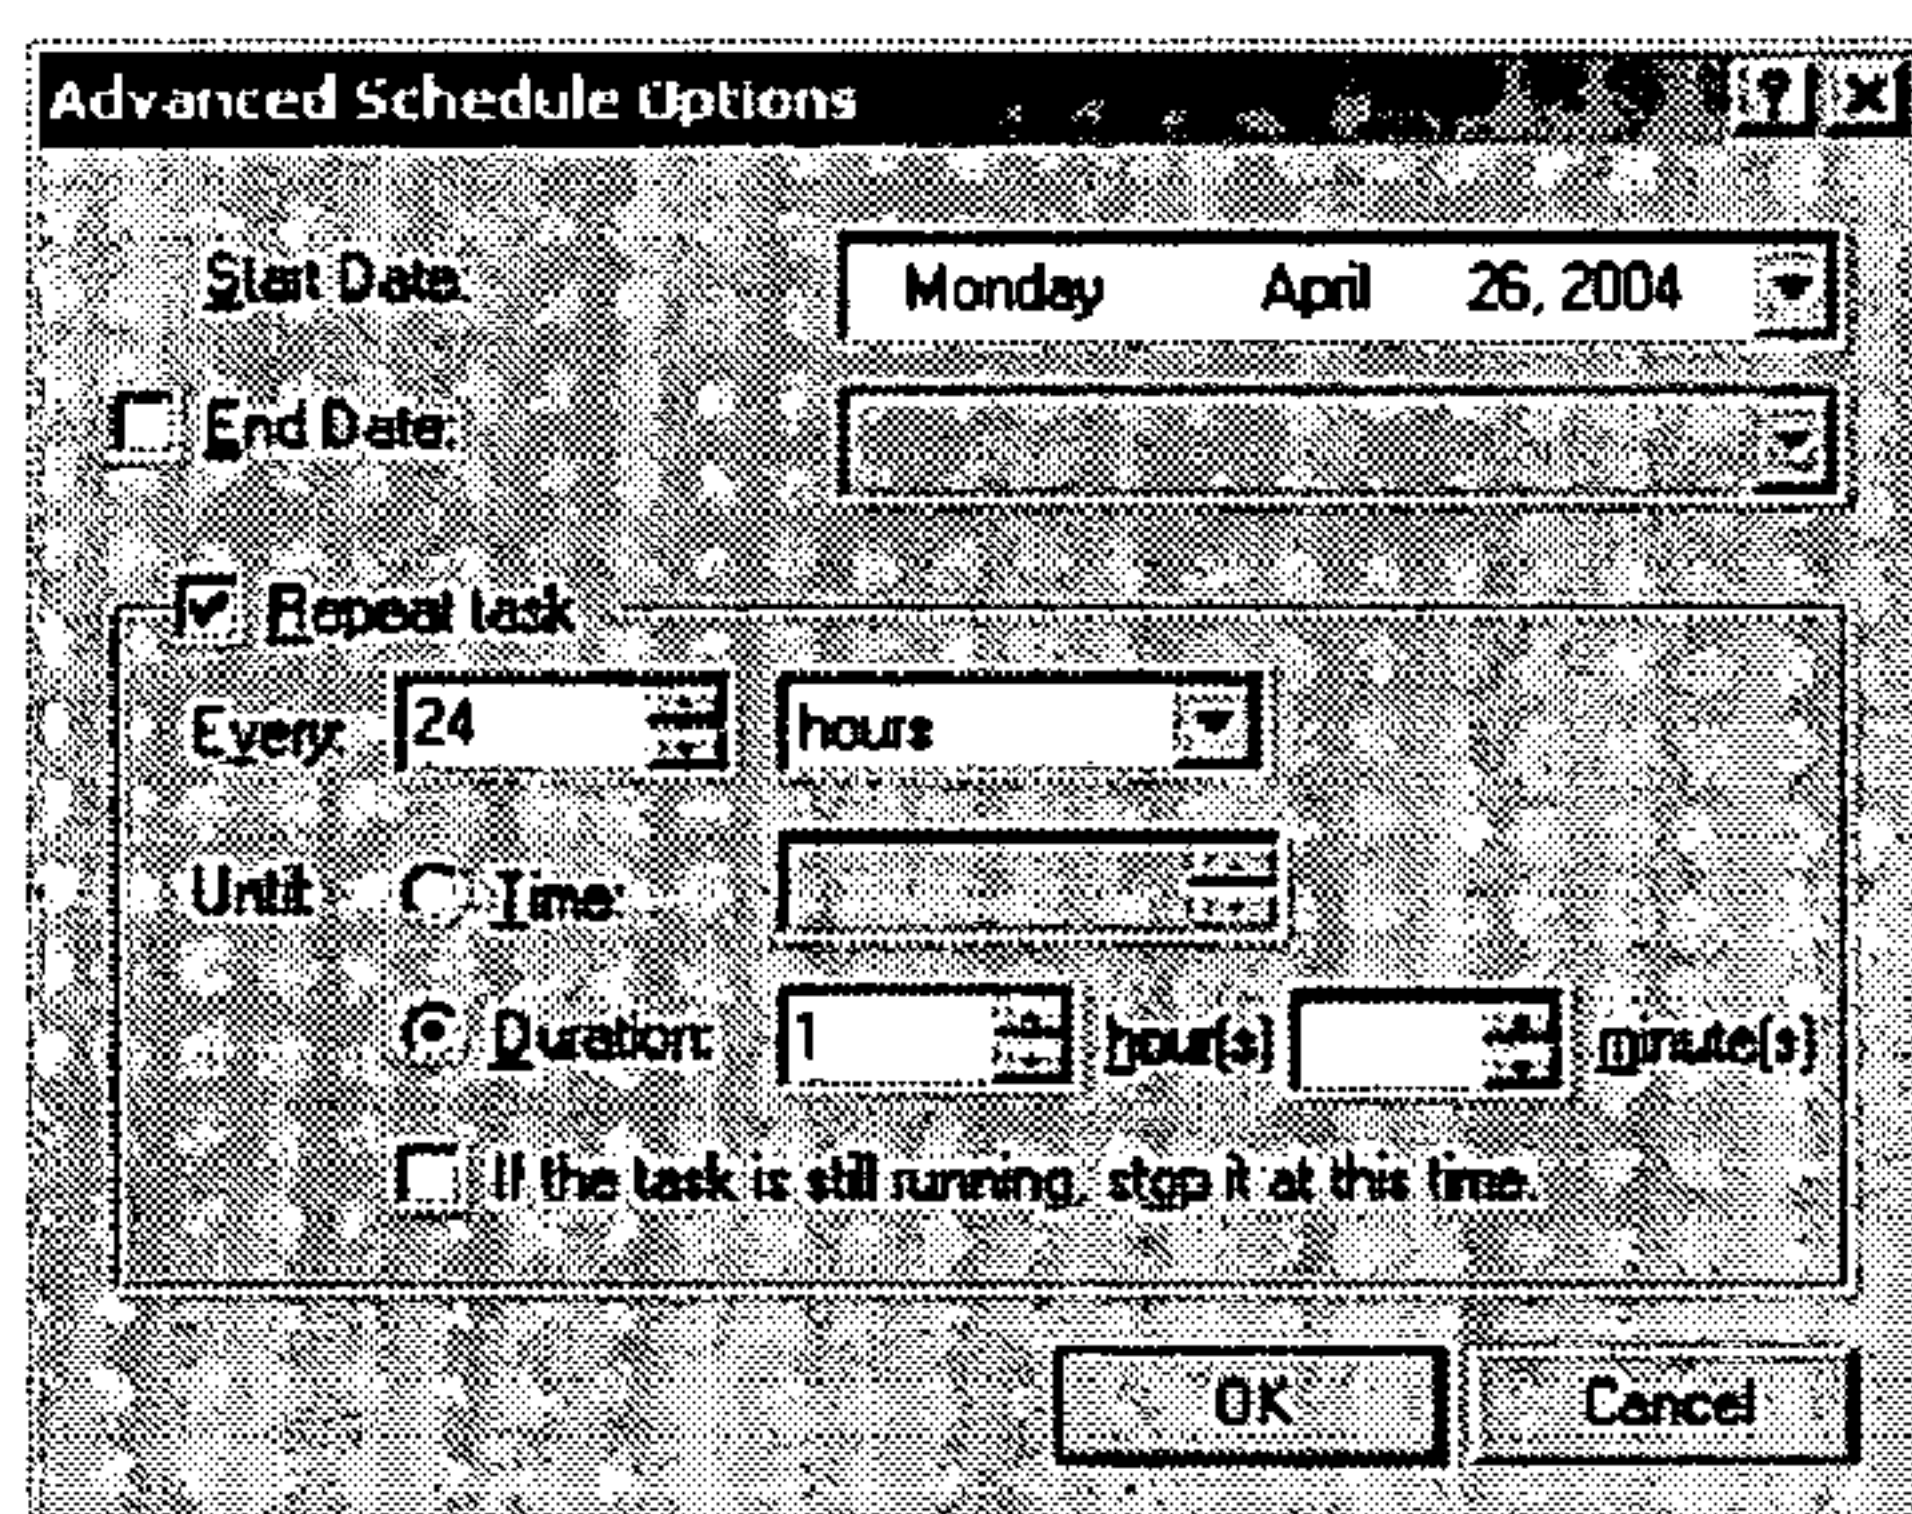 Advanced Schedule Options
Start Date: Monday April 26, 2004
End Date:
Repeat task
Every: 24 hours
Until: Time:
Duration: 1 hour(s) minute(s)
If the task is still running, stop it at this time.
OK Cancel